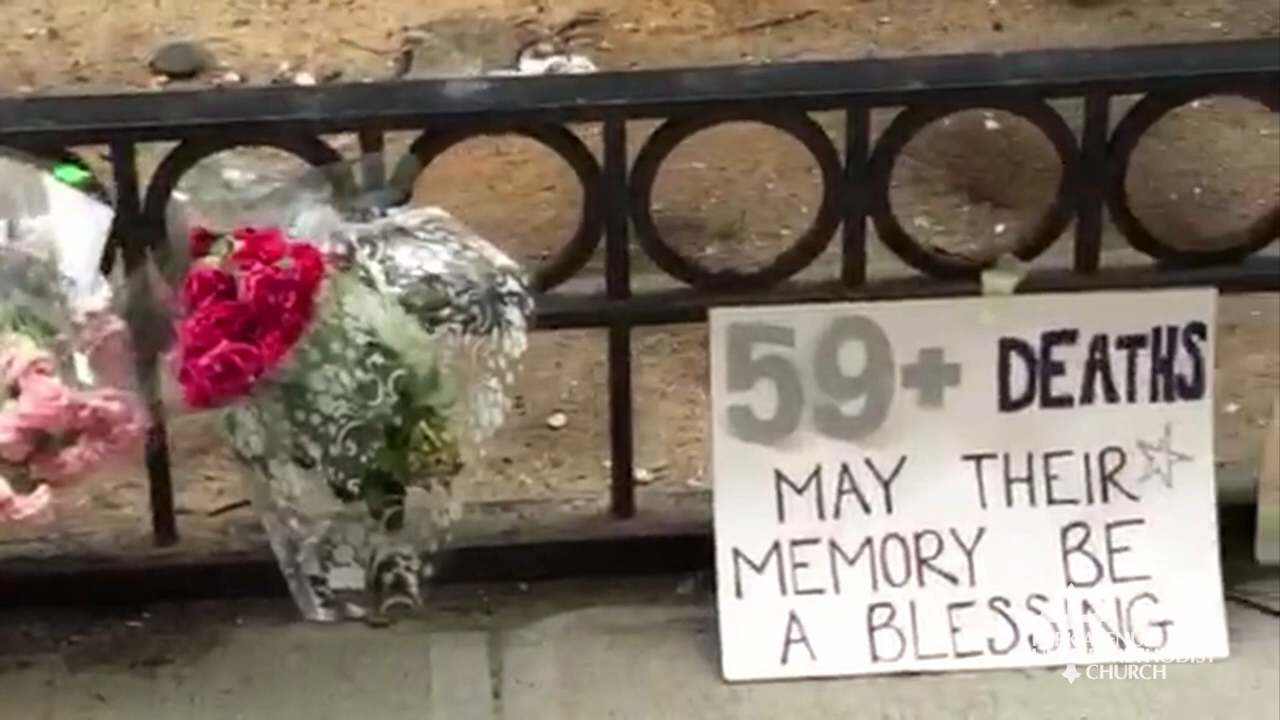 59+ DEATHS
MAY THEIR
MEMORY BE
A BLESSING
CHURCH